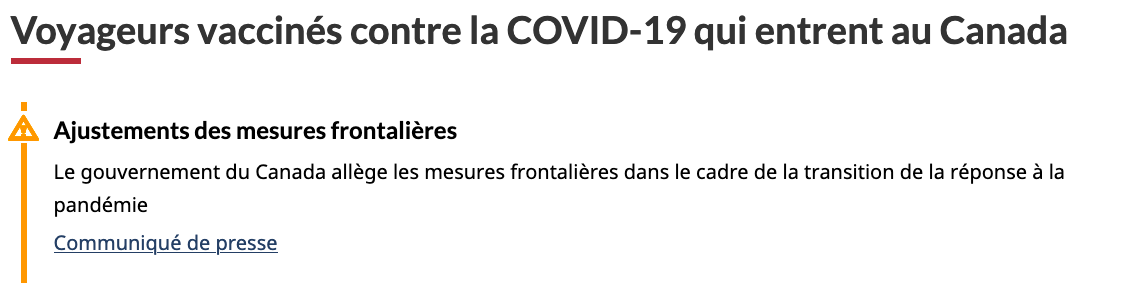 Voyageurs vaccinés contre la COVID-19 qui entrent au Canada
Ajustements des mesures frontalières
Le gouvernement du Canada allège les mesures frontalières dans le cadre de la transition de la réponse à la
pandémie
Communiqué de presse